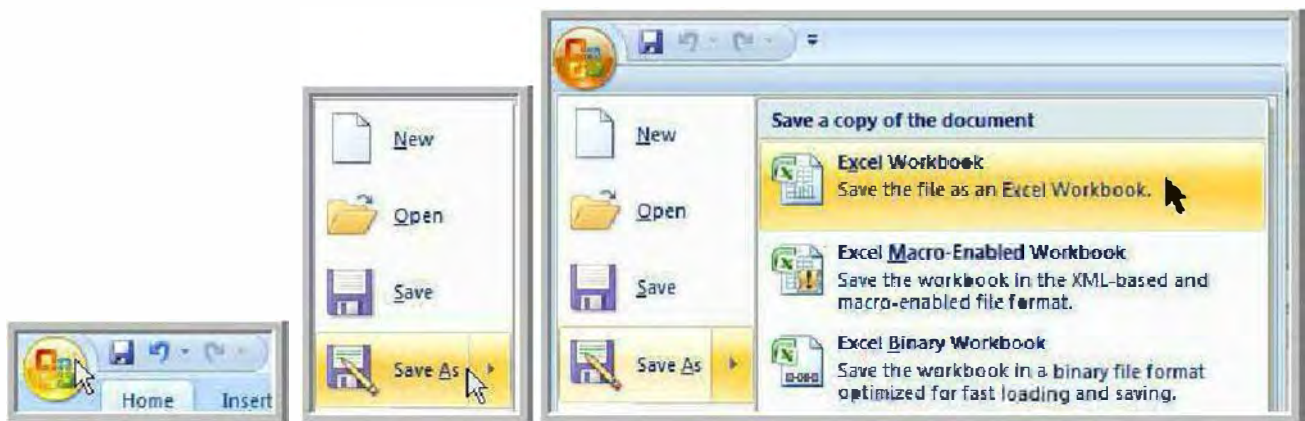 Home Insert
New
Open
Save
Save As
New
Open
Save
Save As
Save a copy of the document
Excel Workbook
Save the file as an Excel Workbook.
Excel Macro-Enabled Workbook
Save the workbook in the XML-based and
macro-enabled file format.
Excel Binary Workbook
Save the workbook in a binary file format
optimized for fast loading and saving.